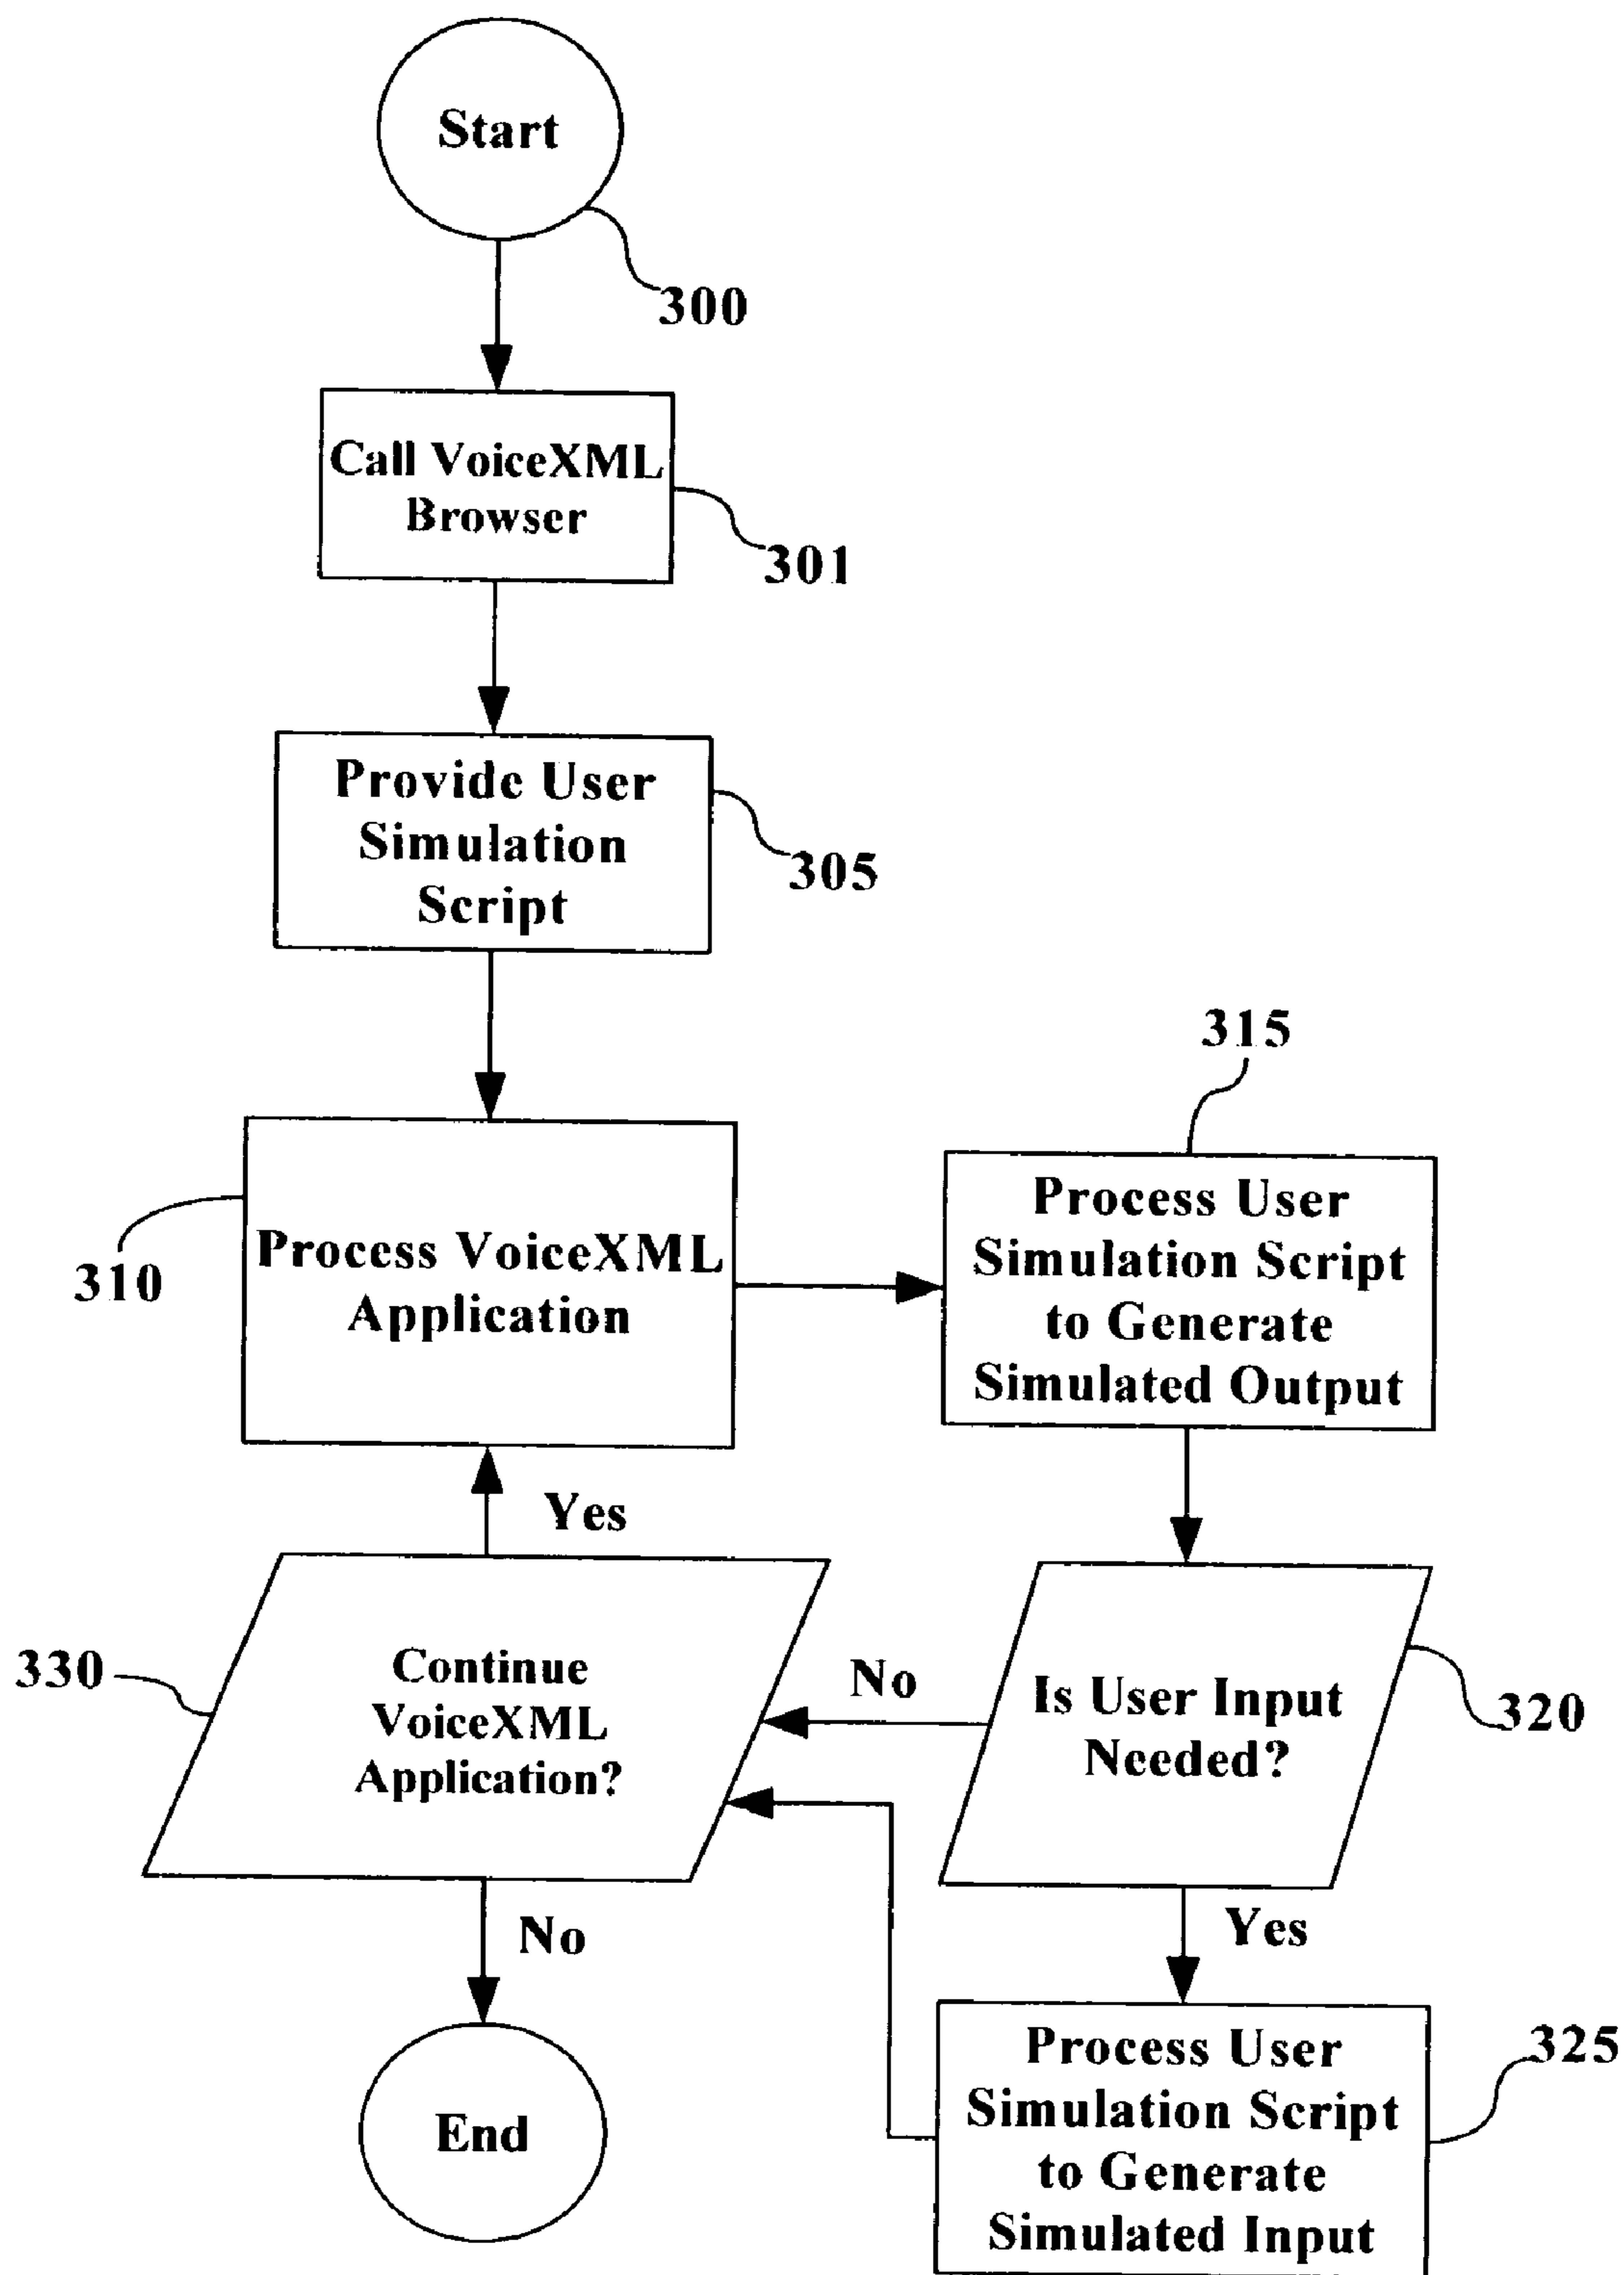 Start
300
Call VoiceXML
Browser
301
Provide User
Simulation
Script
305
315
Process User
Simulation Script
to Generate
Simulated Output
Process VoiceXML
Application
310
Yes
Continue
VoiceXML
Application?
330
No
Is User Input
Needed?
320
No
Yes
End
Process User
Simulation Script
to Generate
Simulated Input
325